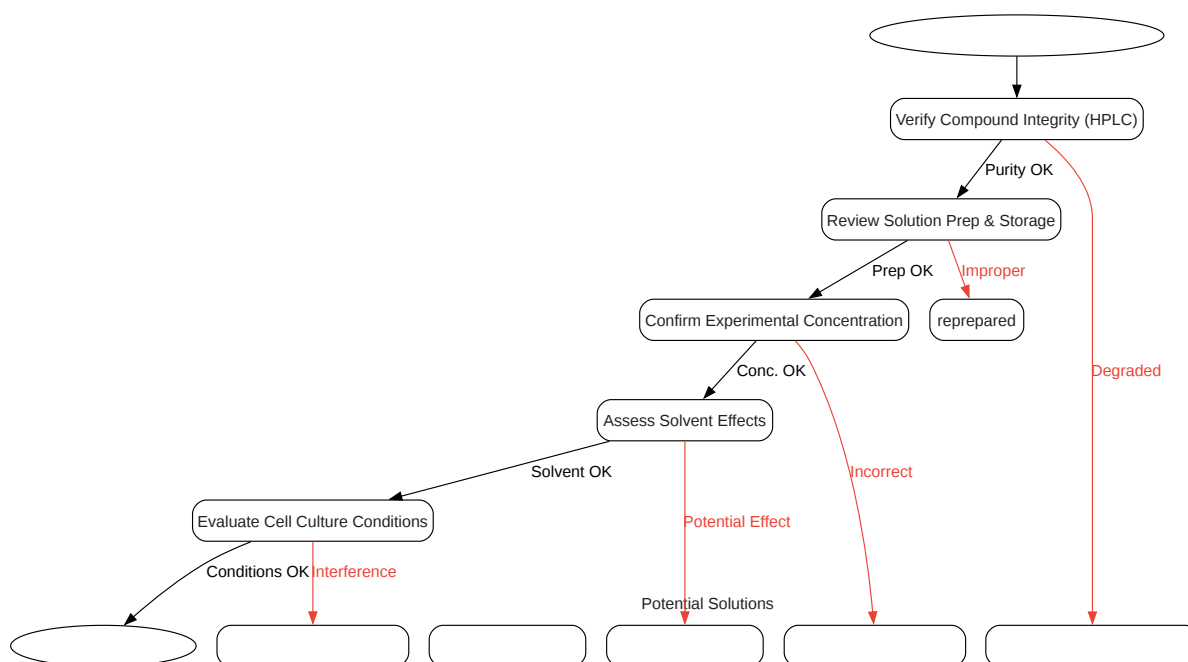 Verify Compound Integrity (HPLC)
Purity OK
Review Solution Prep & Storage
Prep OK
Improper
Confirm Experimental Concentration
reprepared
Conc. OK
Degraded
Assess Solvent Effects
Solvent OK
Incorrect
Evaluate Cell Culture Conditions
Potential Effect
Conditions OK
Interference
Potential Solutions